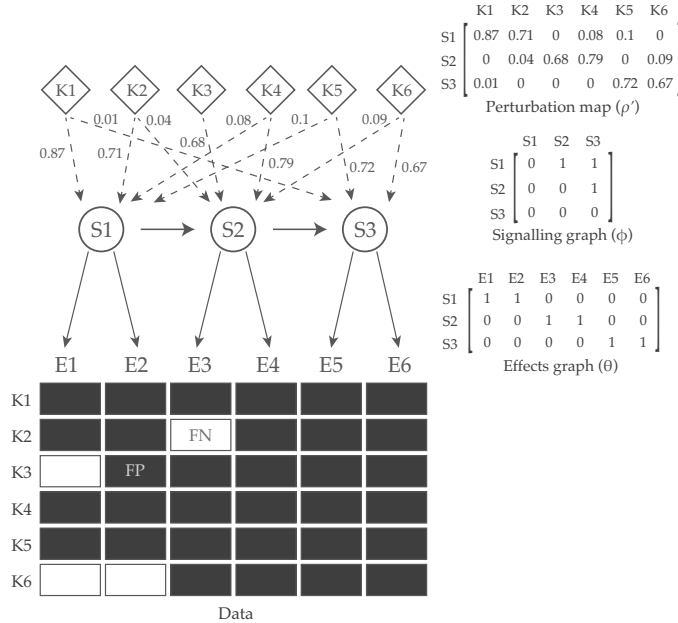 K1 K2 K3 K4 K5 K6
S1 0.87 0.71 0 0.08 0.1 0
S2 0 0.04 0.68 0.79 0 0.09
S3 0.01 0 0 0 0.72 0.67
Perturbation map (ρ′)
K1 K2 K3 K4 K5 K6
0.01 0.04 0.08 0.1 0.09
0.87 0.71 0.68 0.79 0.72 0.67
S1 S2 S3
S1 0 1 1
S2 0 0 1
S3 0 0 0
Signalling graph (ϕ)
S1 S2 S3
E1 E2 E3 E4 E5 E6
S1 1 1 0 0 0 0
S2 0 0 1 1 0 0
S3 0 0 0 0 1 1
Effects graph (θ)
E1 E2 E3 E4 E5 E6
K1
K2 FN
K3 FP
K4
K5
K6
Data